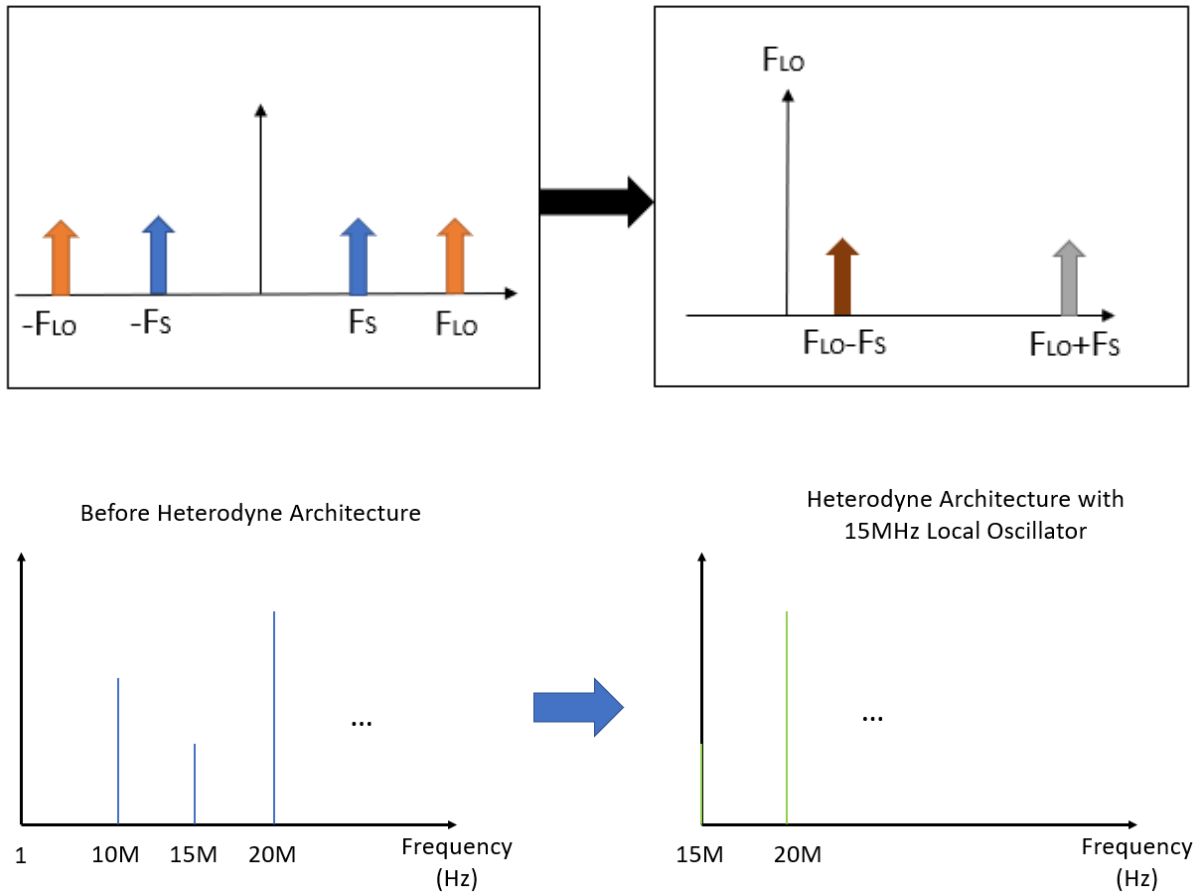 FLO
-FLO
-FS
FS
FLO
FLO-FS
FLO+FS
Before Heterodyne Architecture
Heterodyne Architecture with
15MHz Local Oscillator
...
...
1
10M
15M
20M
Frequency
(Hz)
15M
20M
Frequency
(Hz)